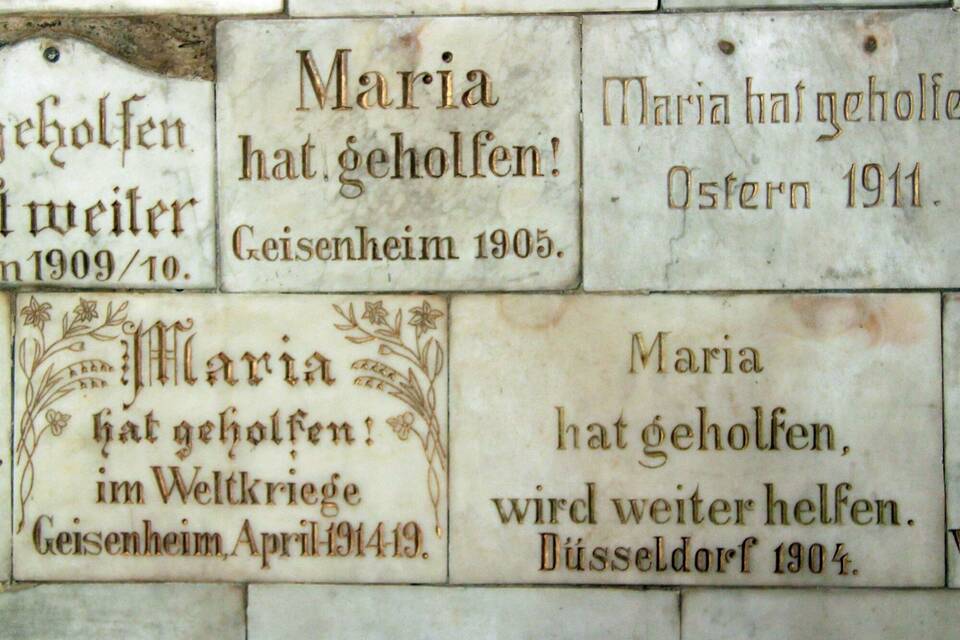 geholfen
weiter
1909/10.
Maria
hat geholfen!
Geisenheim 1905.
Maria hat geholfe
Ostern 1911.
Maria
hat geholfen!
im Weltkriege
Geisenheim, April 1914-19.
Maria
hat geholfen,
wird weiter helfen.
Düsseldorf 1904.